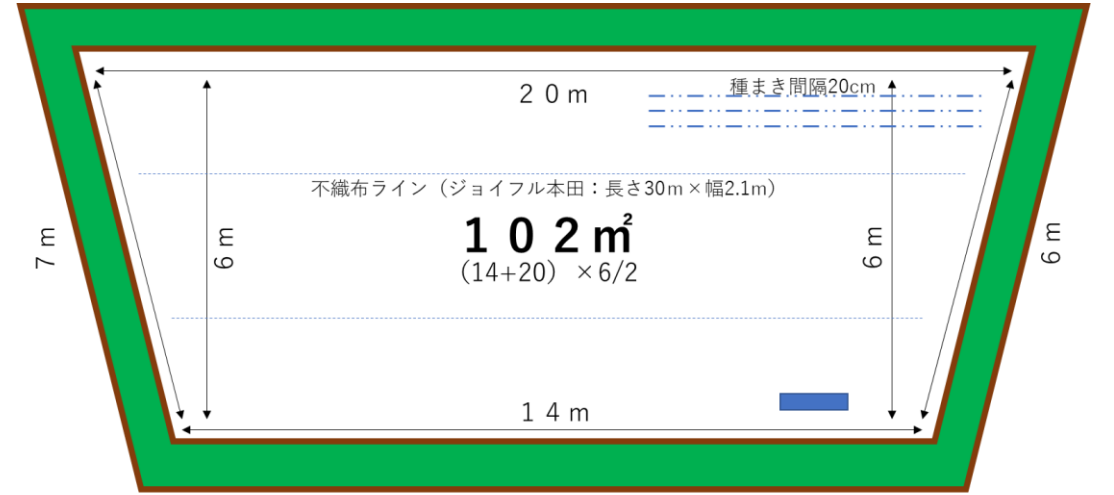 ２０ｍ
種まき間隔20cm
不織布ライン（ジョイフル本田：長さ30ｍ×幅2.1ｍ）
１０２㎡
（14+20）×6/2
７ｍ
６ｍ
６ｍ
６ｍ
１４ｍ